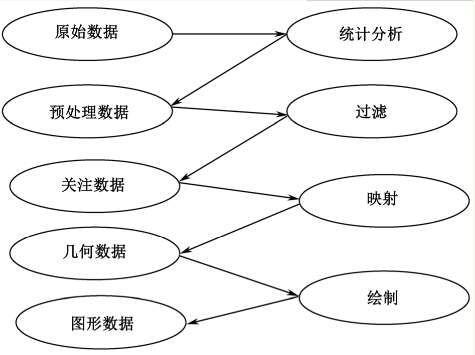 原始数据
统计分析
预处理数据
过滤
关注数据
映射
几何数据
绘制
图形数据